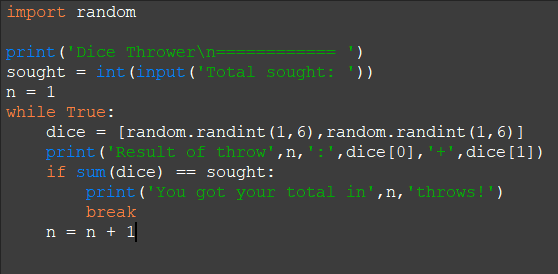 import random
print('Dice Thrower\n============ ')
sought = int(input('Total sought: '))
n = 1
while True:
    dice = [random.randint(1,6),random.randint(1,6)]
    print('Result of throw',n,':',dice[0],'+',dice[1])
    if sum(dice) == sought:
        print('You got your total in',n,'throws!')
        break
    n = n + 1